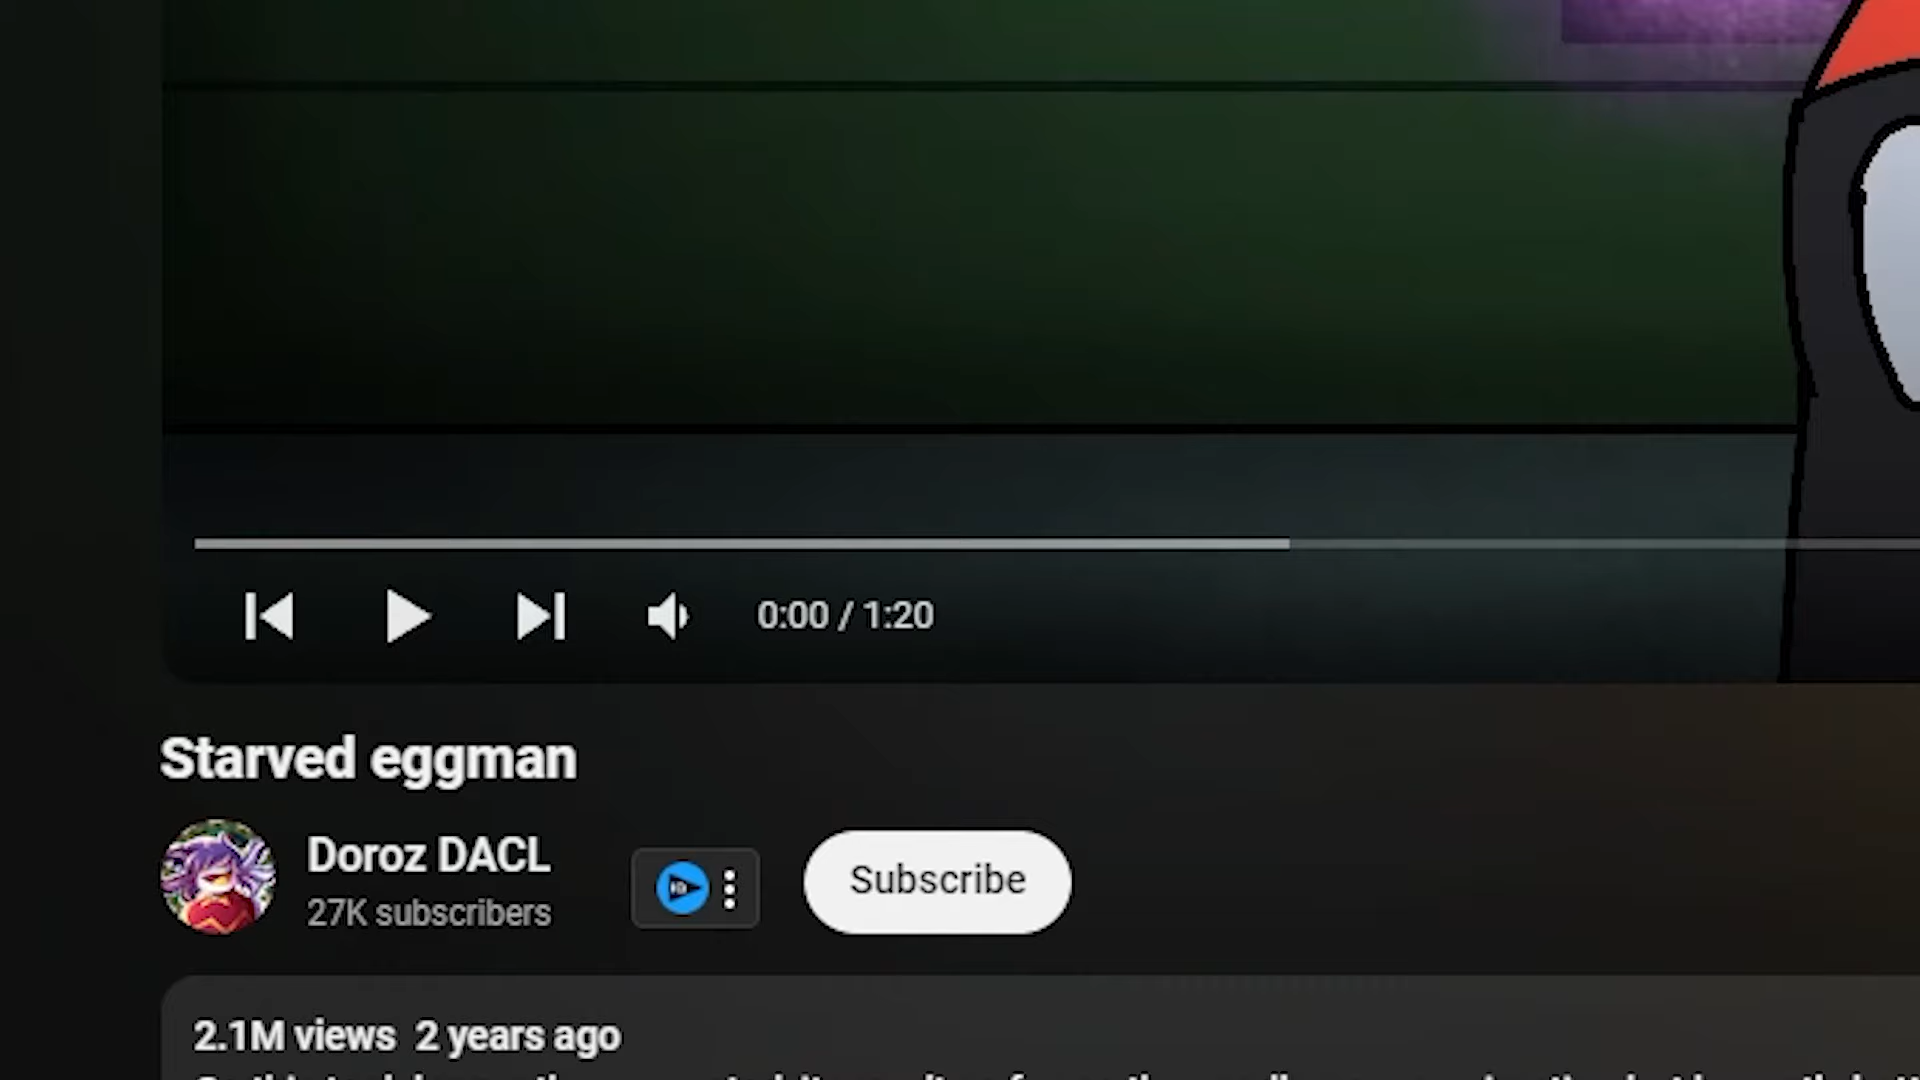 0:00 / 1:20
Starved eggman
Doroz DACL
27K subscribers
Subscribe
2.1M views 2 years ago